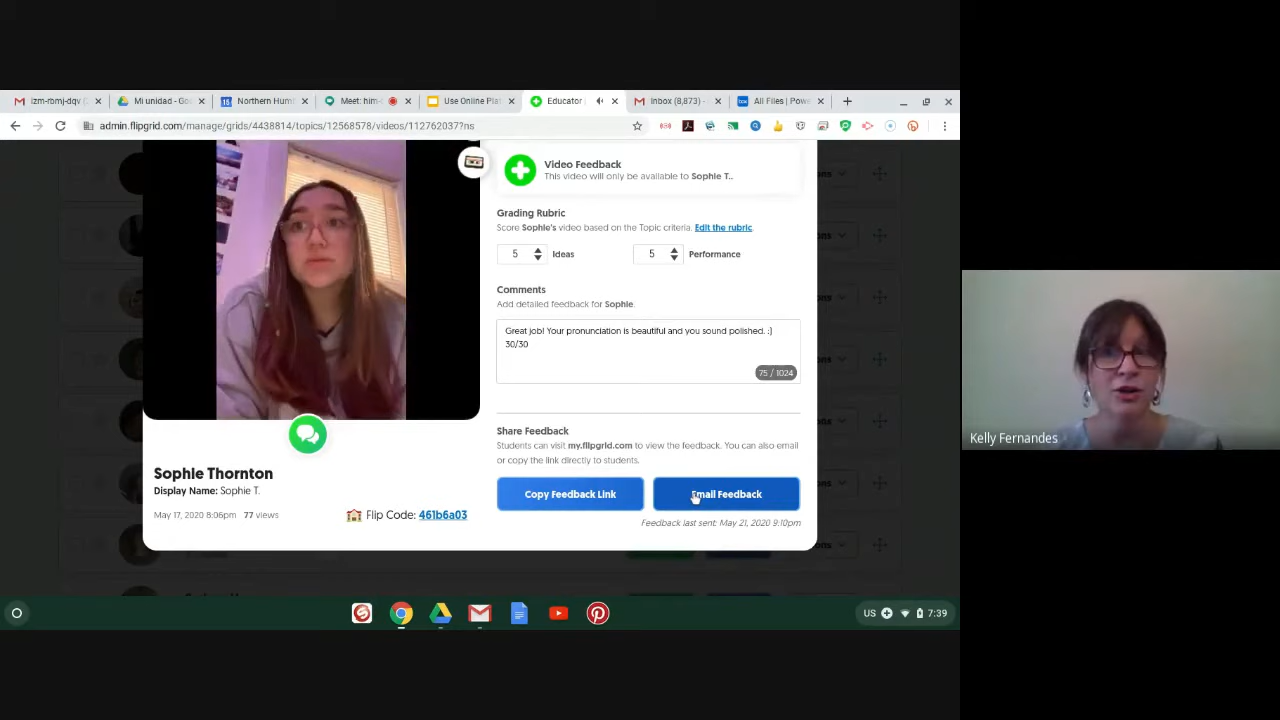 izm-rbmj-dqv (
Mi unidad - Go
Northern Hum
Meet: him-
Use Online Plat
Educator
Inbox (8,873) -
All Files | Powe
admin.flipgrid.com/manage/grids/4438814/topics/12568578/videos/112762037?ns
Video Feedback
This video will only be available to Sophie T..
Grading Rubric
Score Sophie's video based on the Topic criteria. Edit the rubric.
5 Ideas 5 Performance
Comments
Add detailed feedback for Sophie.
Great job! Your pronunciation is beautiful and you sound polished. :)
30/30
75 / 1024
Share Feedback
Students can visit my.flipgrid.com to view the feedback. You can also email
or copy the link directly to students.
Copy Feedback Link
Email Feedback
Feedback last sent: May 21, 2020 9:10pm
Sophie Thornton
Display Name: Sophie T.
May 17, 2020 8:06pm 77 views
Flip Code: 461b6a03
Kelly Fernandes
US 7:39